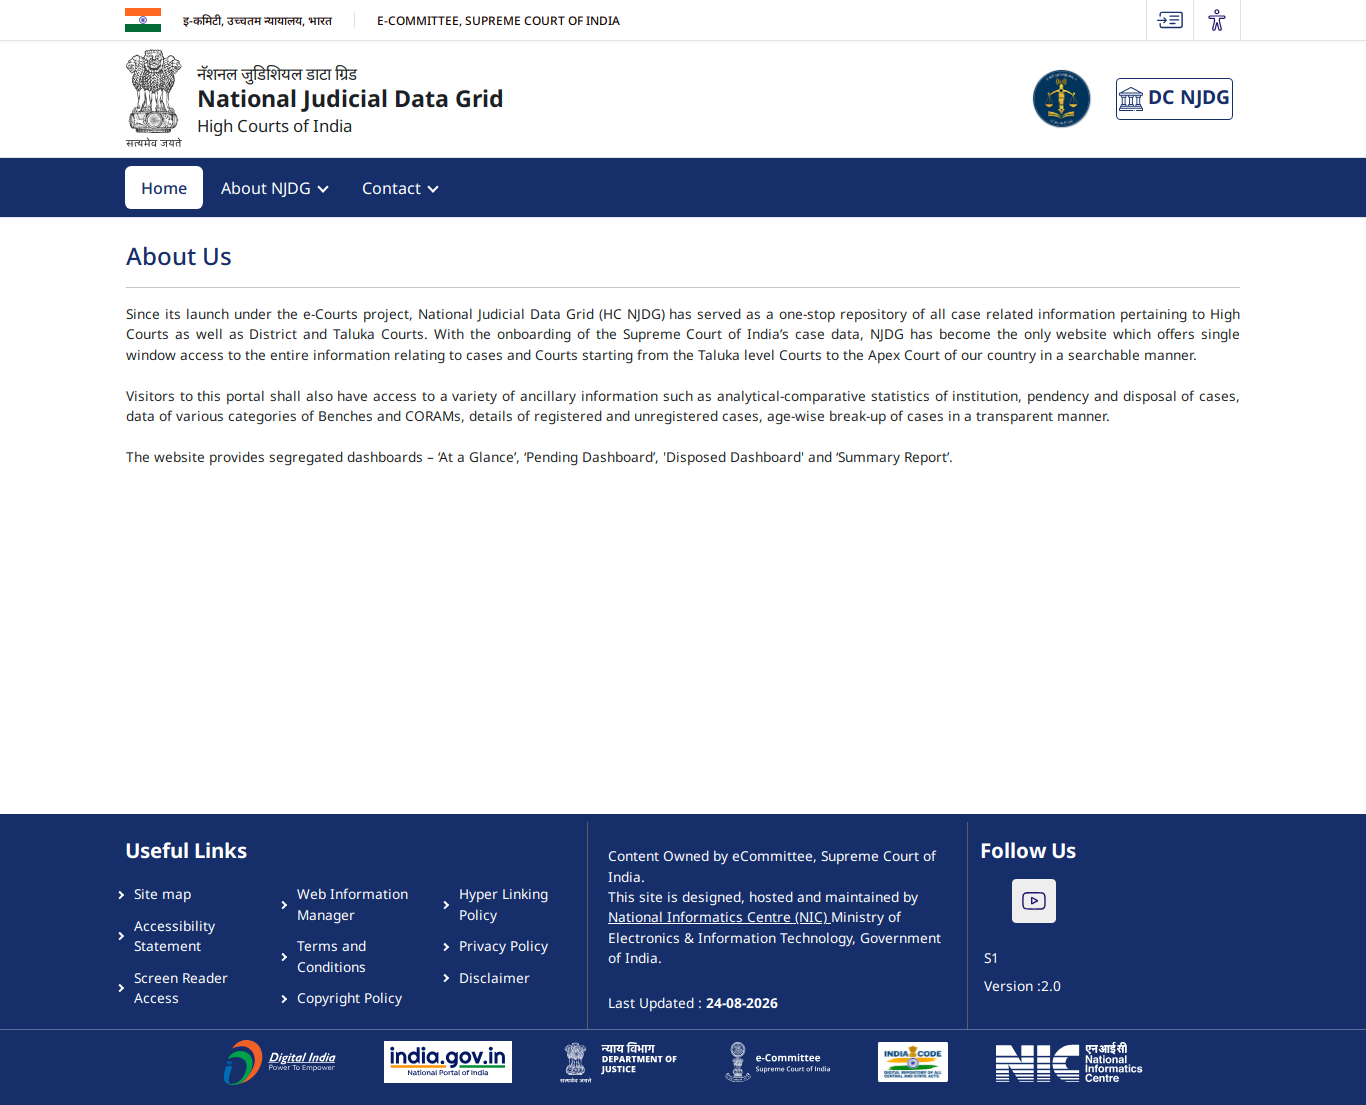 इ-कमिटी, उच्चतम न्यायालय, भारत
E-COMMITTEE, SUPREME COURT OF INDIA
सत्यमेव जयते
नॅशनल जुडिशियल डाटा ग्रिड
National Judicial Data Grid
High Courts of India
DC NJDG
Home
About NJDG
Contact
About Us
Since its launch under the e-Courts project, National Judicial Data Grid (HC NJDG) has served as a one-stop repository of all case related information pertaining to High
Courts as well as District and Taluka Courts. With the onboarding of the Supreme Court of India’s case data, NJDG has become the only website which offers single
window access to the entire information relating to cases and Courts starting from the Taluka level Courts to the Apex Court of our country in a searchable manner.
Visitors to this portal shall also have access to a variety of ancillary information such as analytical-comparative statistics of institution, pendency and disposal of cases,
data of various categories of Benches and CORAMs, details of registered and unregistered cases, age-wise break-up of cases in a transparent manner.
The website provides segregated dashboards – ‘At a Glance’, ‘Pending Dashboard’, 'Disposed Dashboard' and ‘Summary Report’.
Useful Links
Site map
Accessibility
Statement
Screen Reader
Access
Web Information
Manager
Terms and
Conditions
Copyright Policy
Hyper Linking
Policy
Privacy Policy
Disclaimer
Content Owned by eCommittee, Supreme Court of
India.
This site is designed, hosted and maintained by
National Informatics Centre (NIC) Ministry of
Electronics & Information Technology, Government
of India.
Last Updated : 24-08-2026
Follow Us
S1
Version :2.0
Digital India
Power To Empower
india.gov.in
National Portal of India
सत्यमेव जयते
न्याय विभाग
DEPARTMENT OF
JUSTICE
e-Committee
Supreme Court of India
INDIA CODE
DIGITAL REPOSITORY OF ALL
CENTRAL AND STATE ACTS
NIC
एन आई सी
National
Informatics
Centre